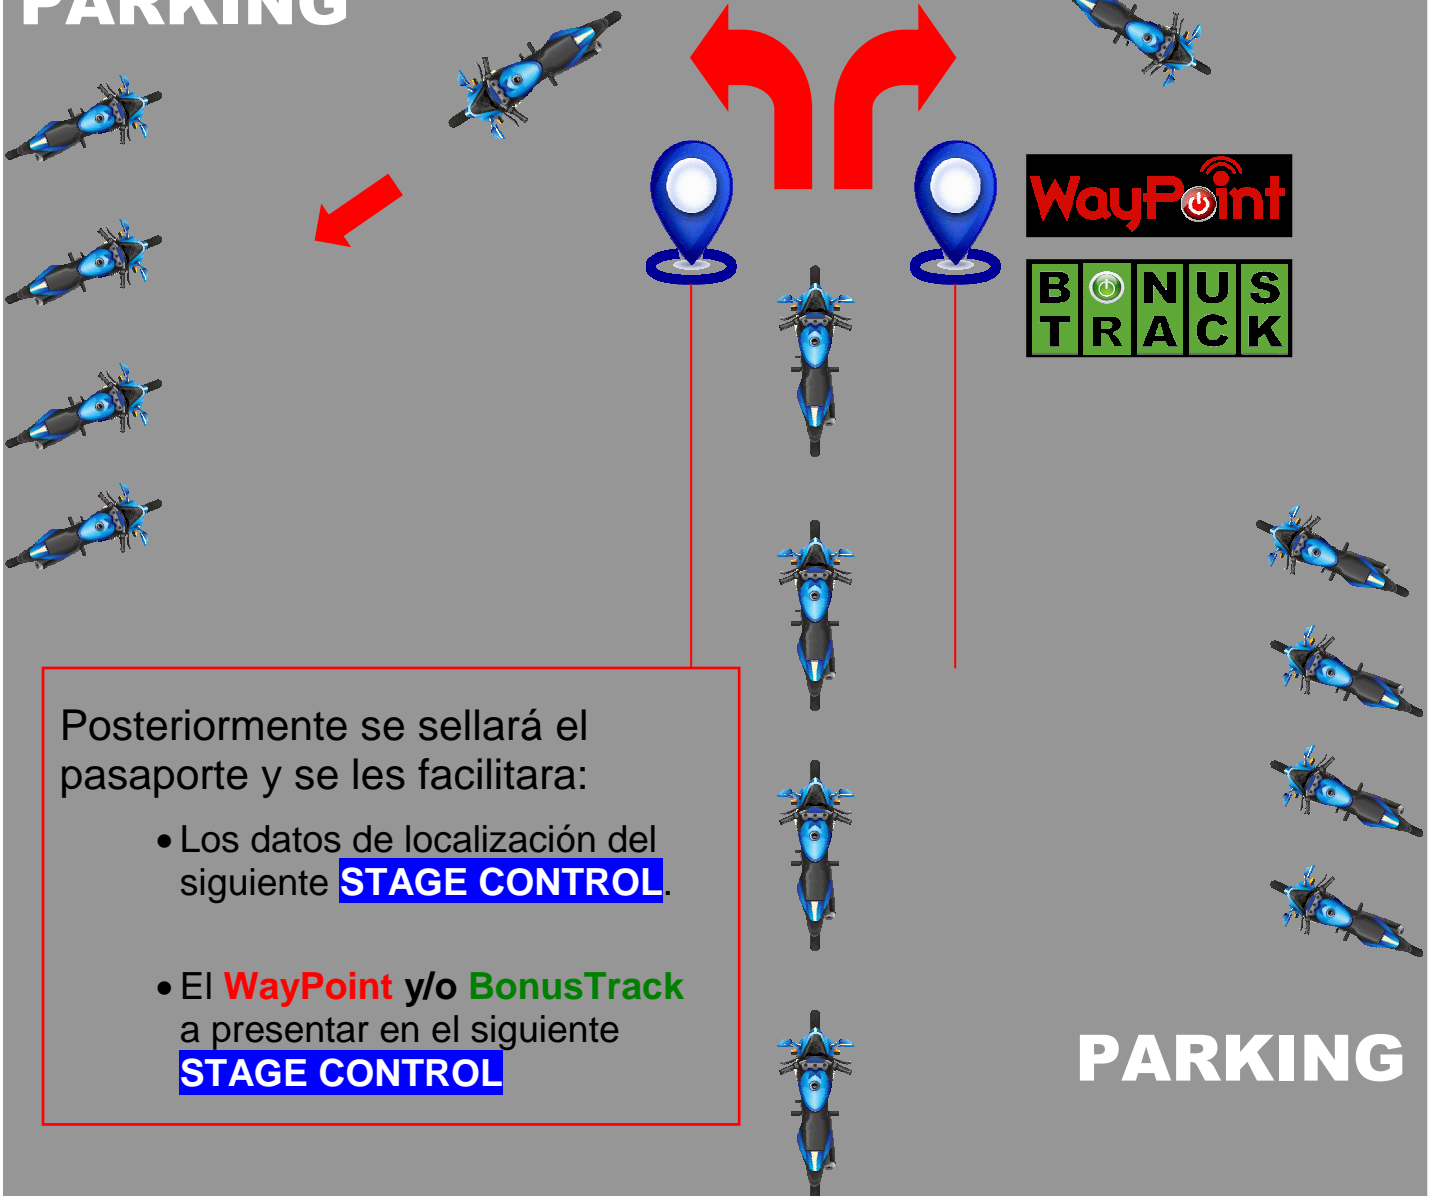 PARKING
WayPoint
BONUS
TRACK
Posteriormente se sellará el
pasaporte y se les facilitara:
• Los datos de localización del
siguiente STAGE CONTROL.
• El WayPoint y/o BonusTrack
a presentar en el siguiente
STAGE CONTROL
PARKING